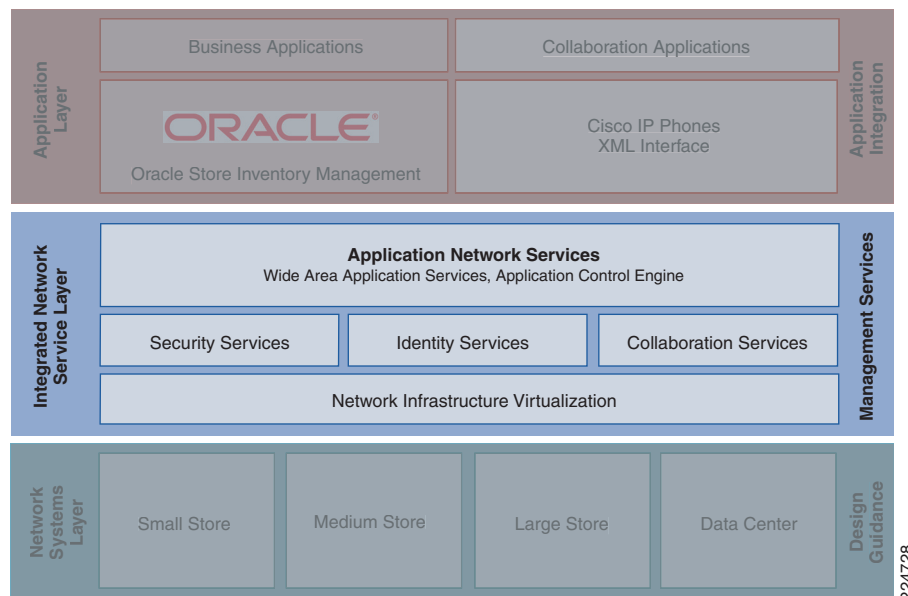 Application Layer
Business Applications
Collaboration Applications
Application Integration
ORACLE®
Oracle Store Inventory Management
Cisco IP Phones
XML Interface
Integrated Network Service Layer
Application Network Services
Wide Area Application Services, Application Control Engine
Management Services
Security Services
Identity Services
Collaboration Services
Network Infrastructure Virtualization
Network Systems Layer
Small Store
Medium Store
Large Store
Data Center
Design Guidance
224728